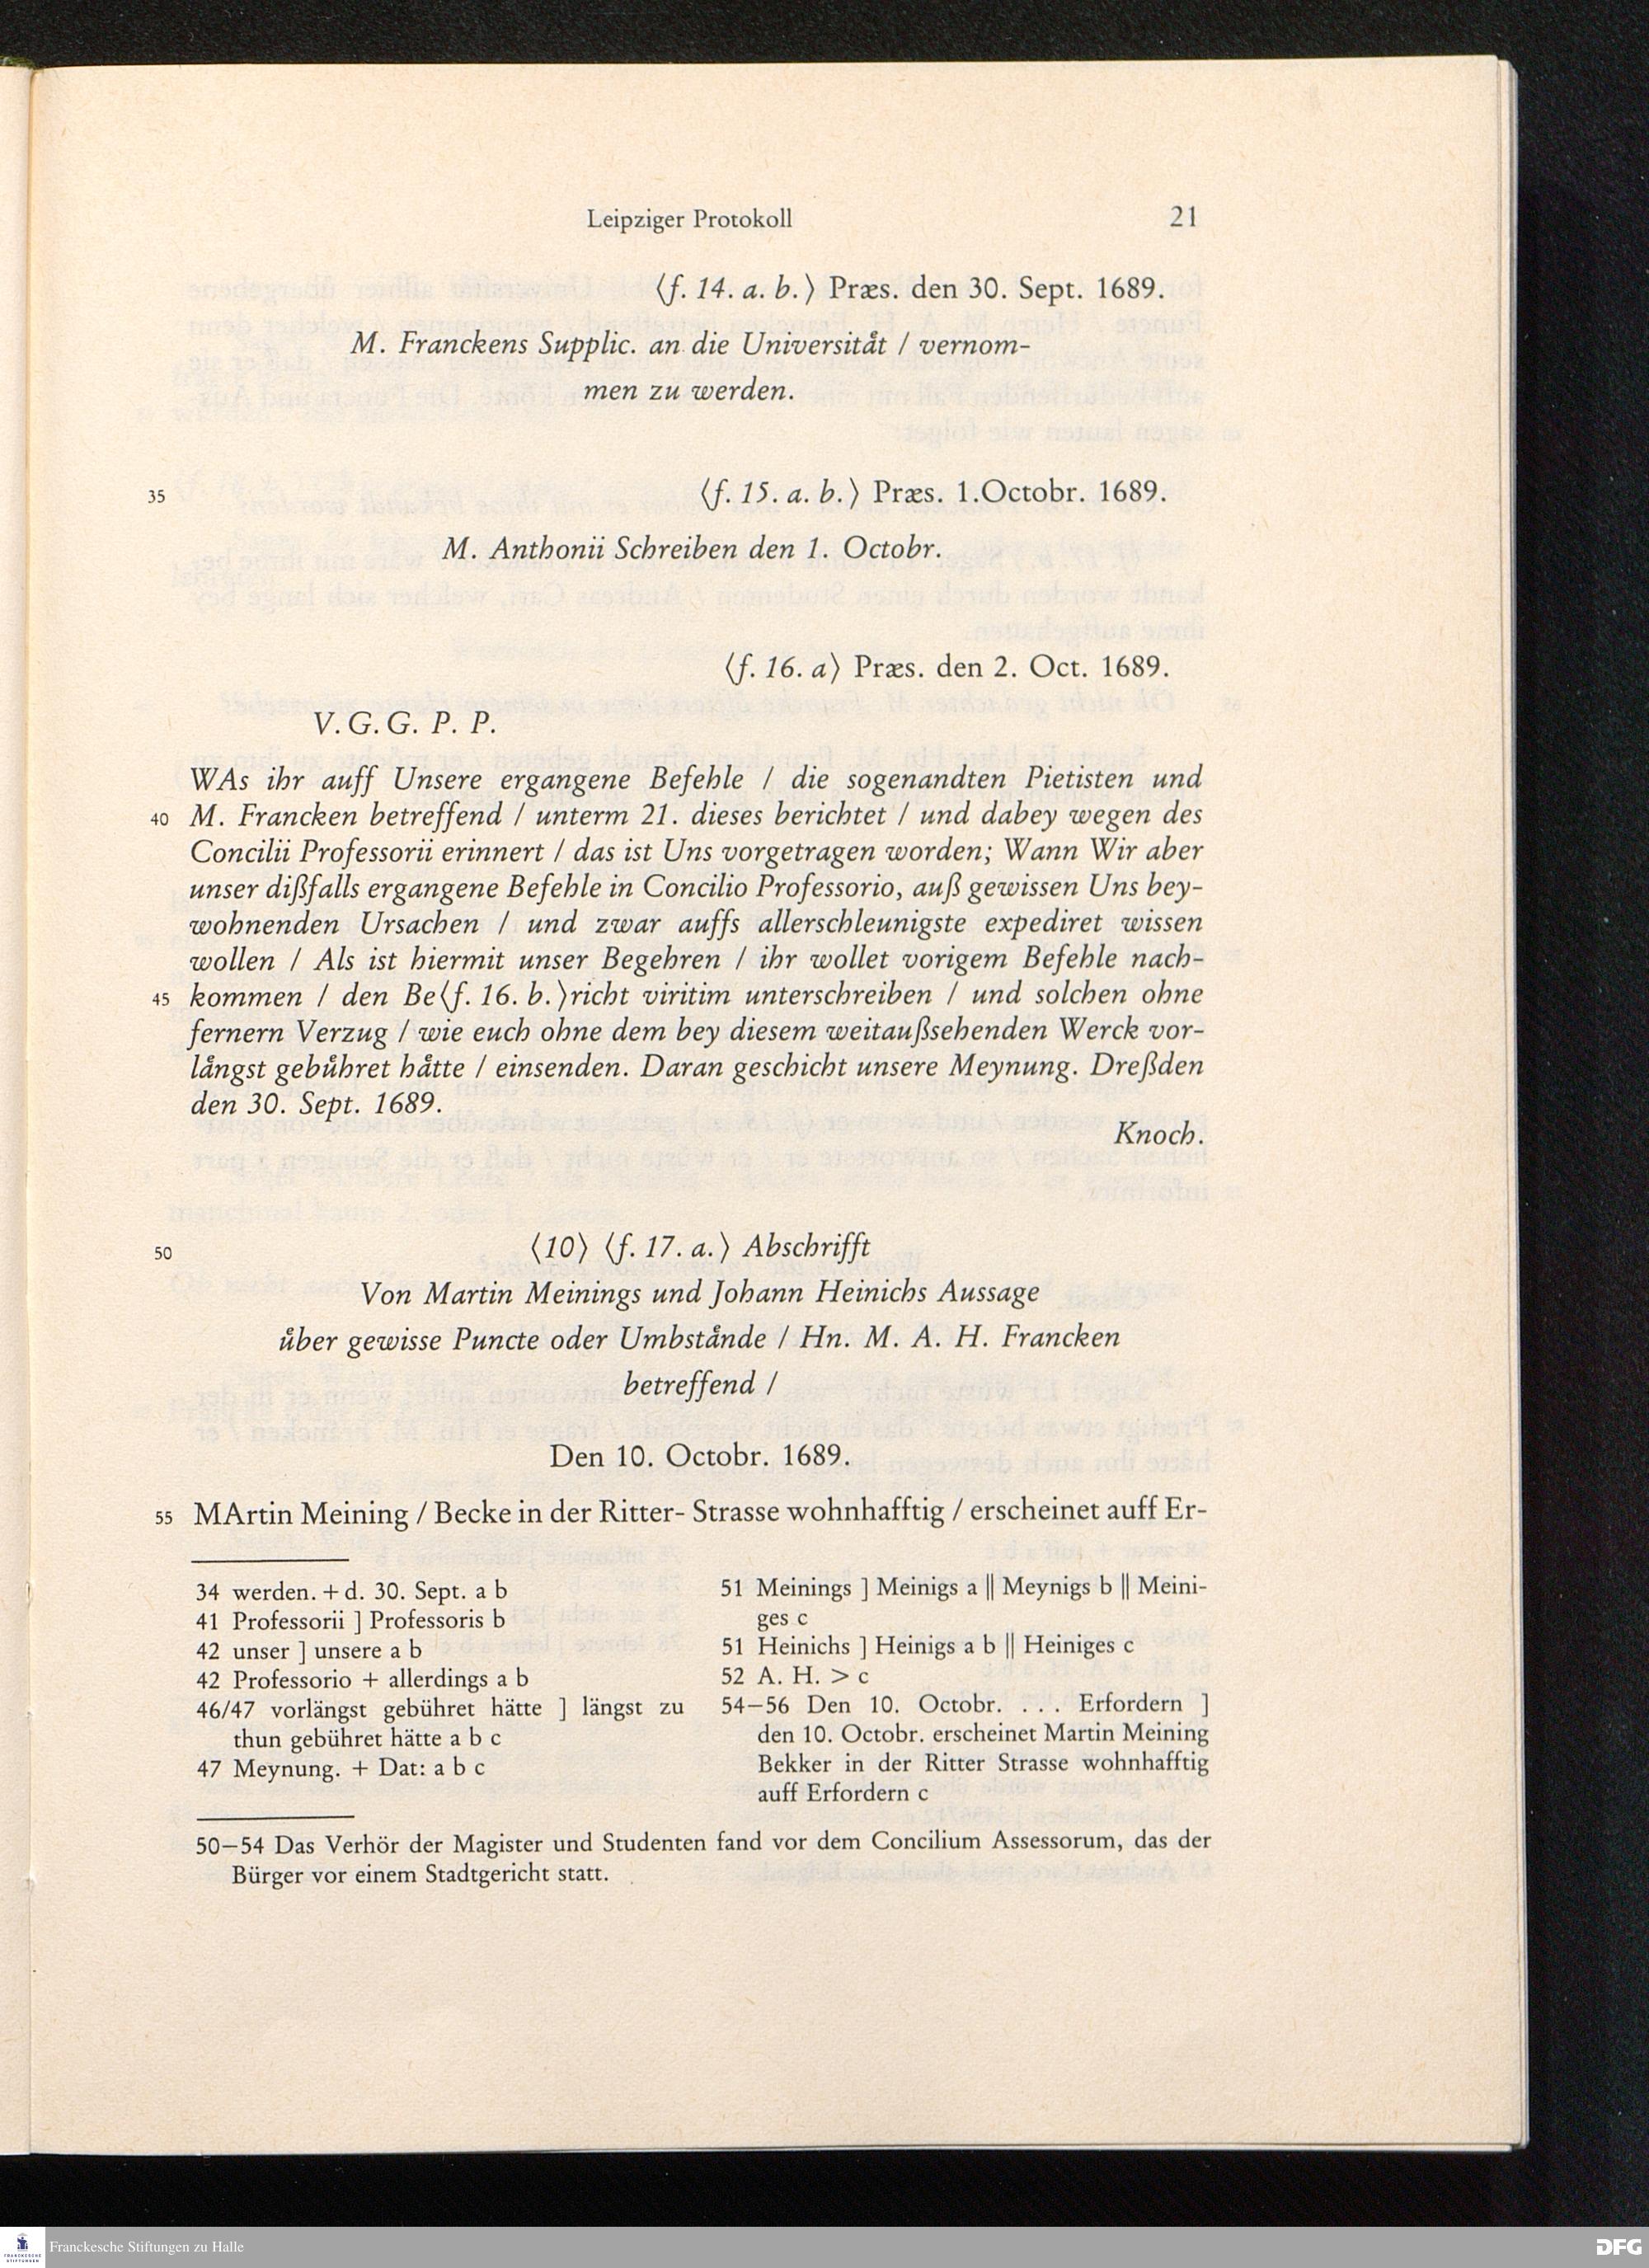 Leipziger Protokoll 21
⟨f. 14. a. b.⟩ Præs. den 30. Sept. 1689.
M. Franckens Supplic. an die Universitaͤt / vernom-
men zu werden.
35 ⟨f. 15. a. b.⟩ Præs. 1.Octobr. 1689.
M. Anthonii Schreiben den 1. Octobr.
⟨f. 16. a⟩ Præs. den 2. Oct. 1689.
V. G. G. P. P.
WAs ihr auff Unsere ergangene Befehle / die sogenandten Pietisten und
40 M. Francken betreffend / unterm 21. dieses berichtet / und dabey wegen des
Concilii Professorii erinnert / das ist Uns vorgetragen worden; Wann Wir aber
unser dißfalls ergangene Befehle in Concilio Professorio, auß gewissen Uns bey-
wohnenden Ursachen / und zwar auffs allerschleunigste expediret wissen
wollen / Als ist hiermit unser Begehren / ihr wollet vorigem Befehle nach-
45 kommen / den Be⟨f. 16. b.⟩richt viritim unterschreiben / und solchen ohne
fernern Verzug / wie euch ohne dem bey diesem weitaußsehenden Werck vor-
laͤngst gebuͤhret haͤtte / einsenden. Daran geschicht unsere Meynung. Dreßden
den 30. Sept. 1689.
Knoch.
50 ⟨10⟩ ⟨f. 17. a.⟩ Abschrifft
Von Martin Meinings und Johann Heinichs Aussage
uͤber gewisse Puncte oder Umbstaͤnde / Hn. M. A. H. Francken
betreffend /
Den 10. Octobr. 1689.
55 MArtin Meining / Becke in der Ritter- Strasse wohnhafftig / erscheinet auff Er-
34 werden. + d. 30. Sept. a b
41 Professorii ] Professoris b
42 unser ] unsere a b
42 Professorio + allerdings a b
46/47 vorlängst gebühret hätte ] längst zu
thun gebühret hätte a b c
47 Meynung. + Dat: a b c
51 Meinings ] Meinigs a || Meynigs b || Meini-
ges c
51 Heinichs ] Heinigs a b || Heiniges c
52 A. H. > c
54—56 Den 10. Octobr. . . . Erfordern ]
den 10. Octobr. erscheinet Martin Meining
Bekker in der Ritter Strasse wohnhafftig
auff Erfordern c
50—54 Das Verhör der Magister und Studenten fand vor dem Concilium Assessorum, das der
Bürger vor einem Stadtgericht statt.
FRANCKESCHE
STIFTUNGEN
Franckesche Stiftungen zu Halle
DFG